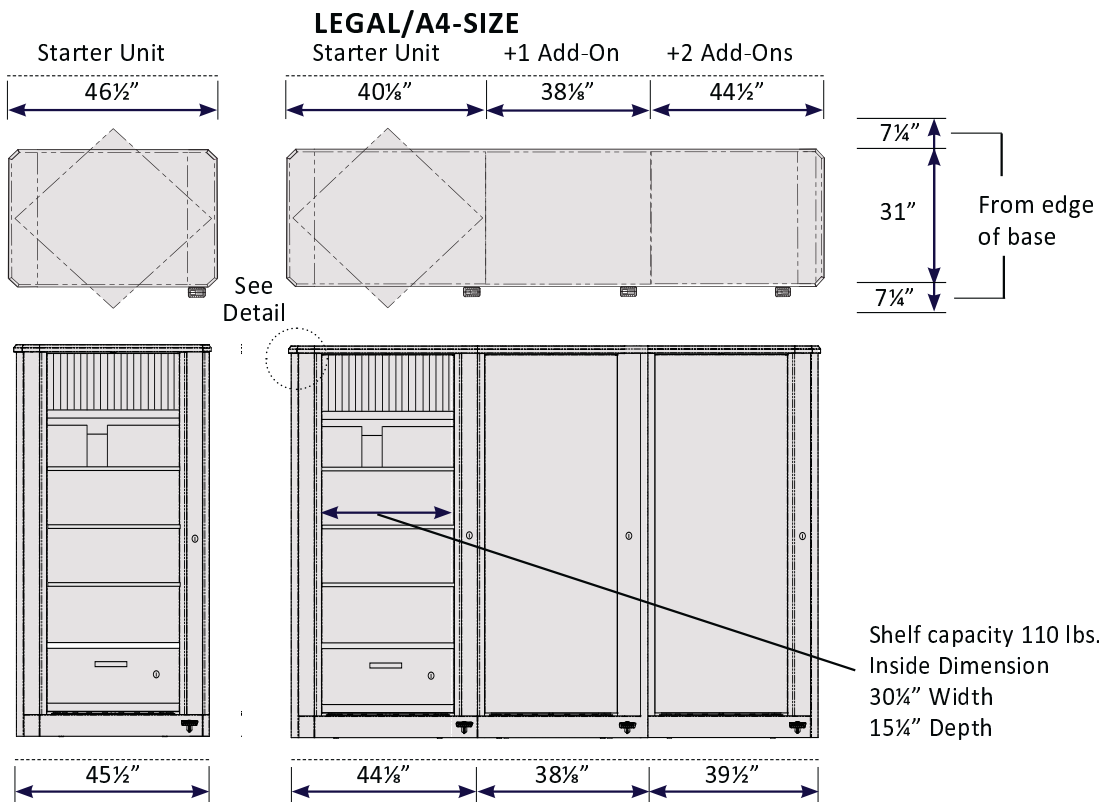 LEGAL/A4-SIZE
Starter Unit
Starter Unit
+1 Add-On
+2 Add-Ons
46½”
40⅛”
38⅛”
44½”
7¼”
31”
7¼”
From edge
of base
See
Detail
Shelf capacity 110 lbs.
Inside Dimension
30¼” Width
15¼” Depth
45½”
44⅛”
38⅛”
39½”